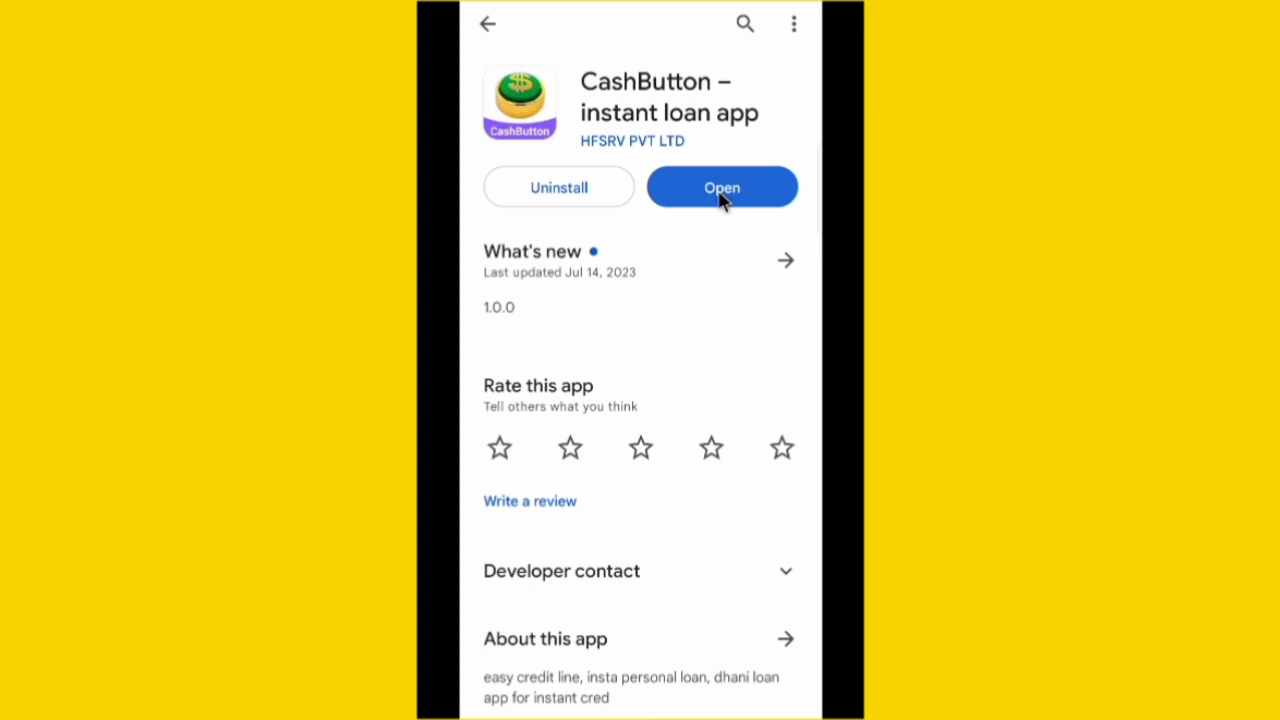 CashButton –
instant loan app
$
CashButton
HFSRV PVT LTD
Uninstall
Open
What's new
Last updated Jul 14, 2023
1.0.0
Rate this app
Tell others what you think
Write a review
Developer contact
About this app
easy credit line, insta personal loan, dhani loan
app for instant cred